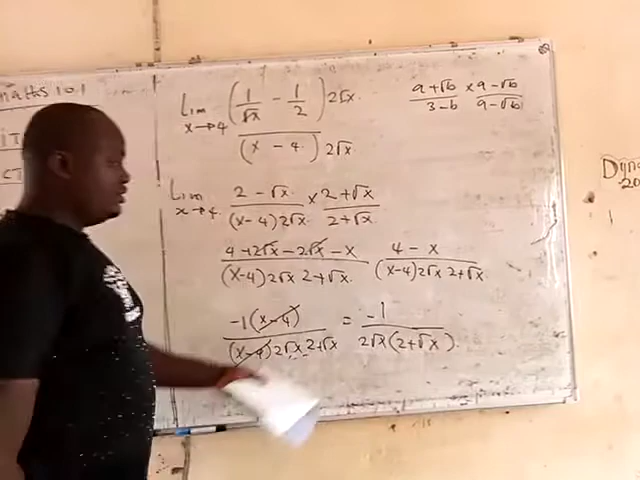 maths 101
Lim x→4 (1/√x - 1/2) 2√x / (x - 4) 2√x
a+√b / 3-b × a-√b / a-√b
Lim x→4 2-√x / (x-4)2√x × 2+√x / 2+√x
4+2√x-2√x-x / (x-4)2√x 2+√x
4-x / (x-4)2√x 2+√x
-1(x-4) / (x-4)2√x 2+√x = -1 / 2√x(2+√x)